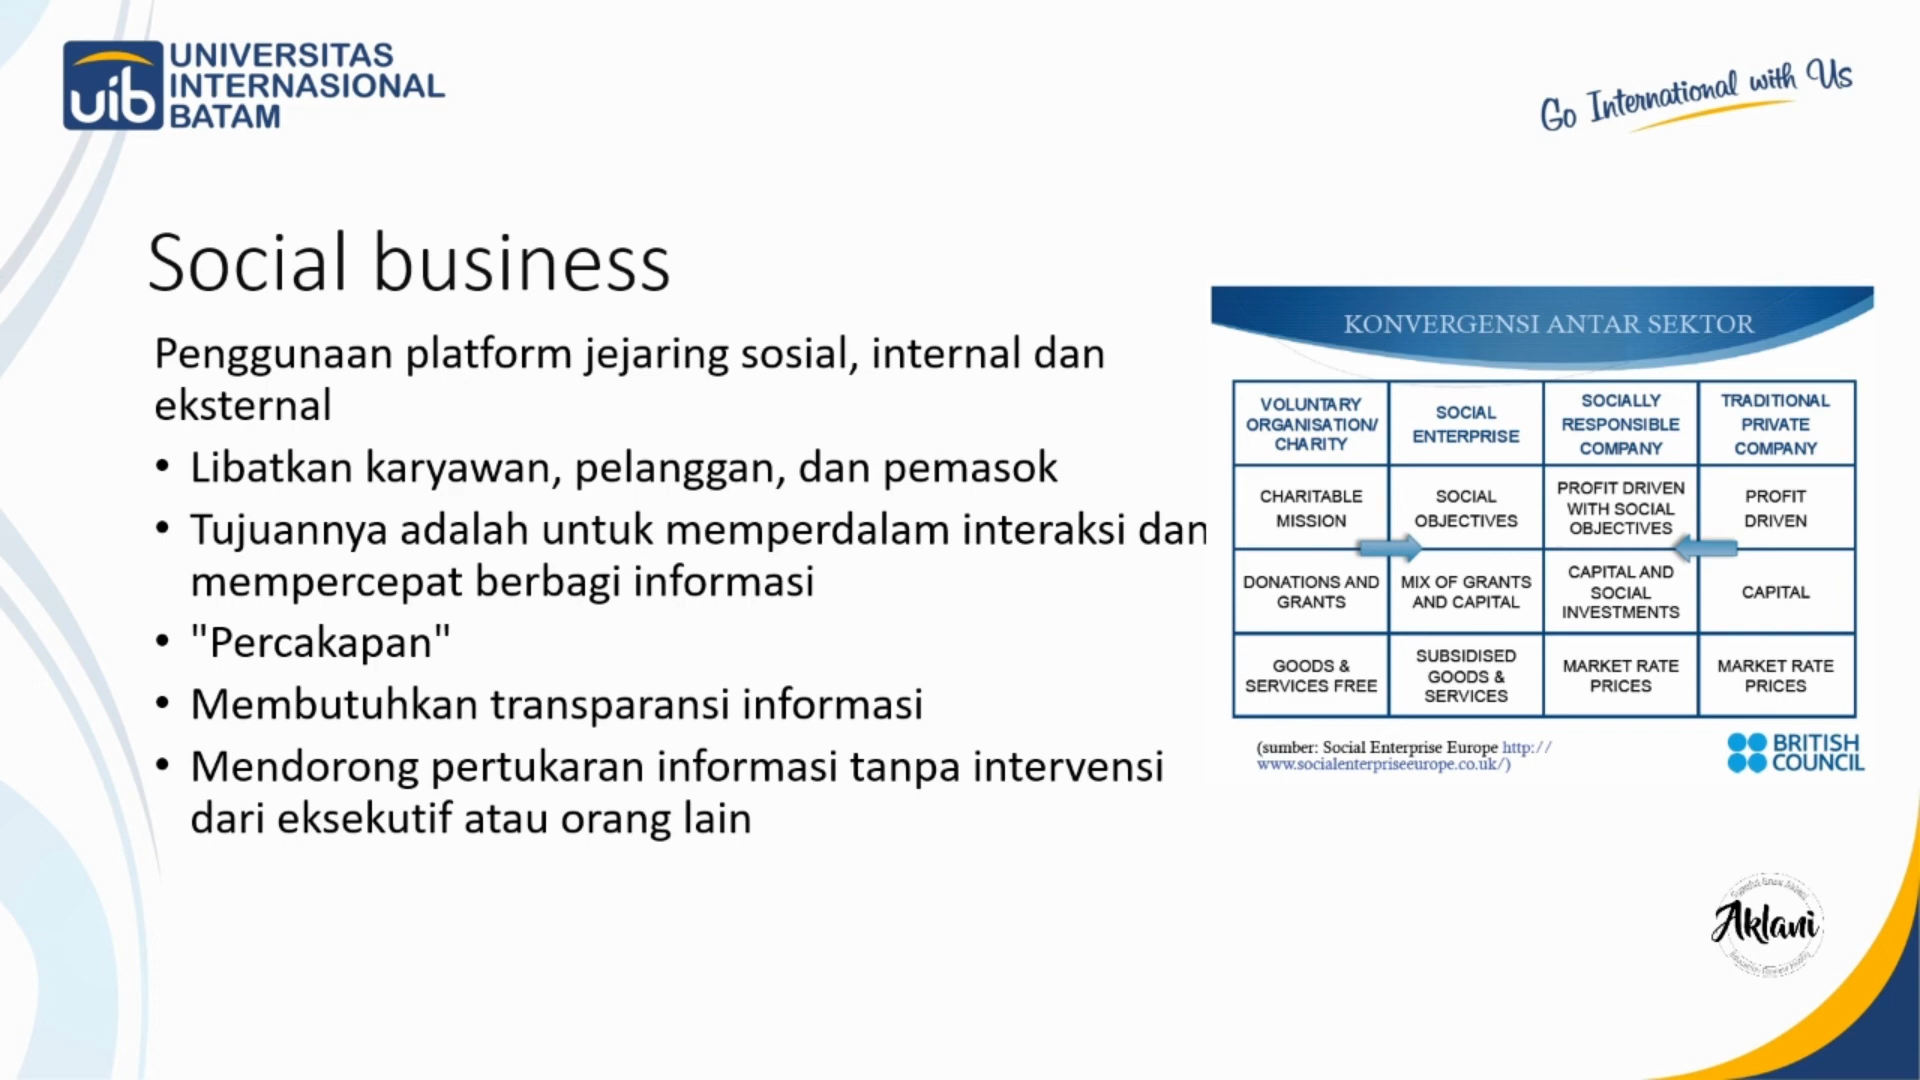 UNIVERSITAS
INTERNASIONAL
BATAM
uib
Go International with Us
Social business
Penggunaan platform jejaring sosial, internal dan
eksternal
• Libatkan karyawan, pelanggan, dan pemasok
• Tujuannya adalah untuk memperdalam interaksi dan
mempercepat berbagi informasi
• "Percakapan"
• Membutuhkan transparansi informasi
• Mendorong pertukaran informasi tanpa intervensi
dari eksekutif atau orang lain
KONVERGENSI ANTAR SEKTOR
VOLUNTARY
ORGANISATION/
CHARITY
SOCIAL
ENTERPRISE
SOCIALLY
RESPONSIBLE
COMPANY
TRADITIONAL
PRIVATE
COMPANY
CHARITABLE
MISSION
SOCIAL
OBJECTIVES
PROFIT DRIVEN
WITH SOCIAL
OBJECTIVES
PROFIT
DRIVEN
DONATIONS AND
GRANTS
MIX OF GRANTS
AND CAPITAL
CAPITAL AND
SOCIAL
INVESTMENTS
CAPITAL
GOODS &
SERVICES FREE
SUBSIDISED
GOODS &
SERVICES
MARKET RATE
PRICES
MARKET RATE
PRICES
(sumber: Social Enterprise Europe http://
www.socialenterpriseeurope.co.uk/)
BRITISH
COUNCIL
Aklani